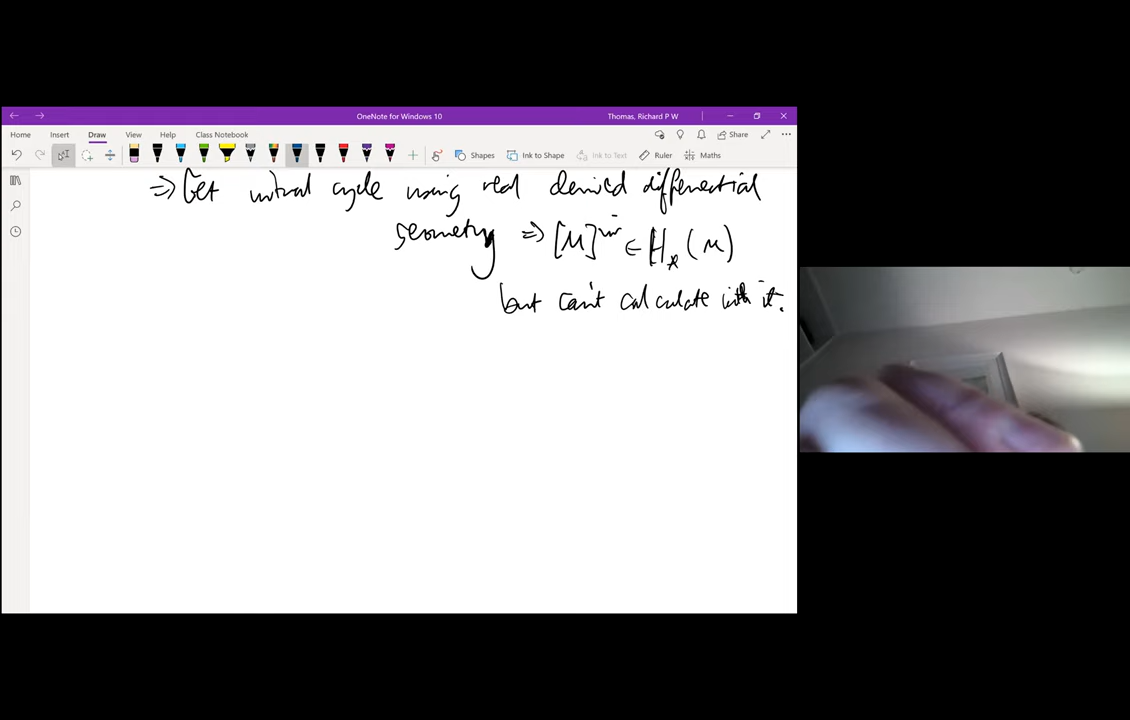 OneNote for Windows 10
Thomas, Richard P W
Home Insert Draw View Help Class Notebook
Share
Shapes Ink to Shape Ink to Text Ruler Maths
⇒ Get virtual cycle using real derived differential
geometry ⇒ [M]^vir ∈ H_*(M)
but can't calculate with it.